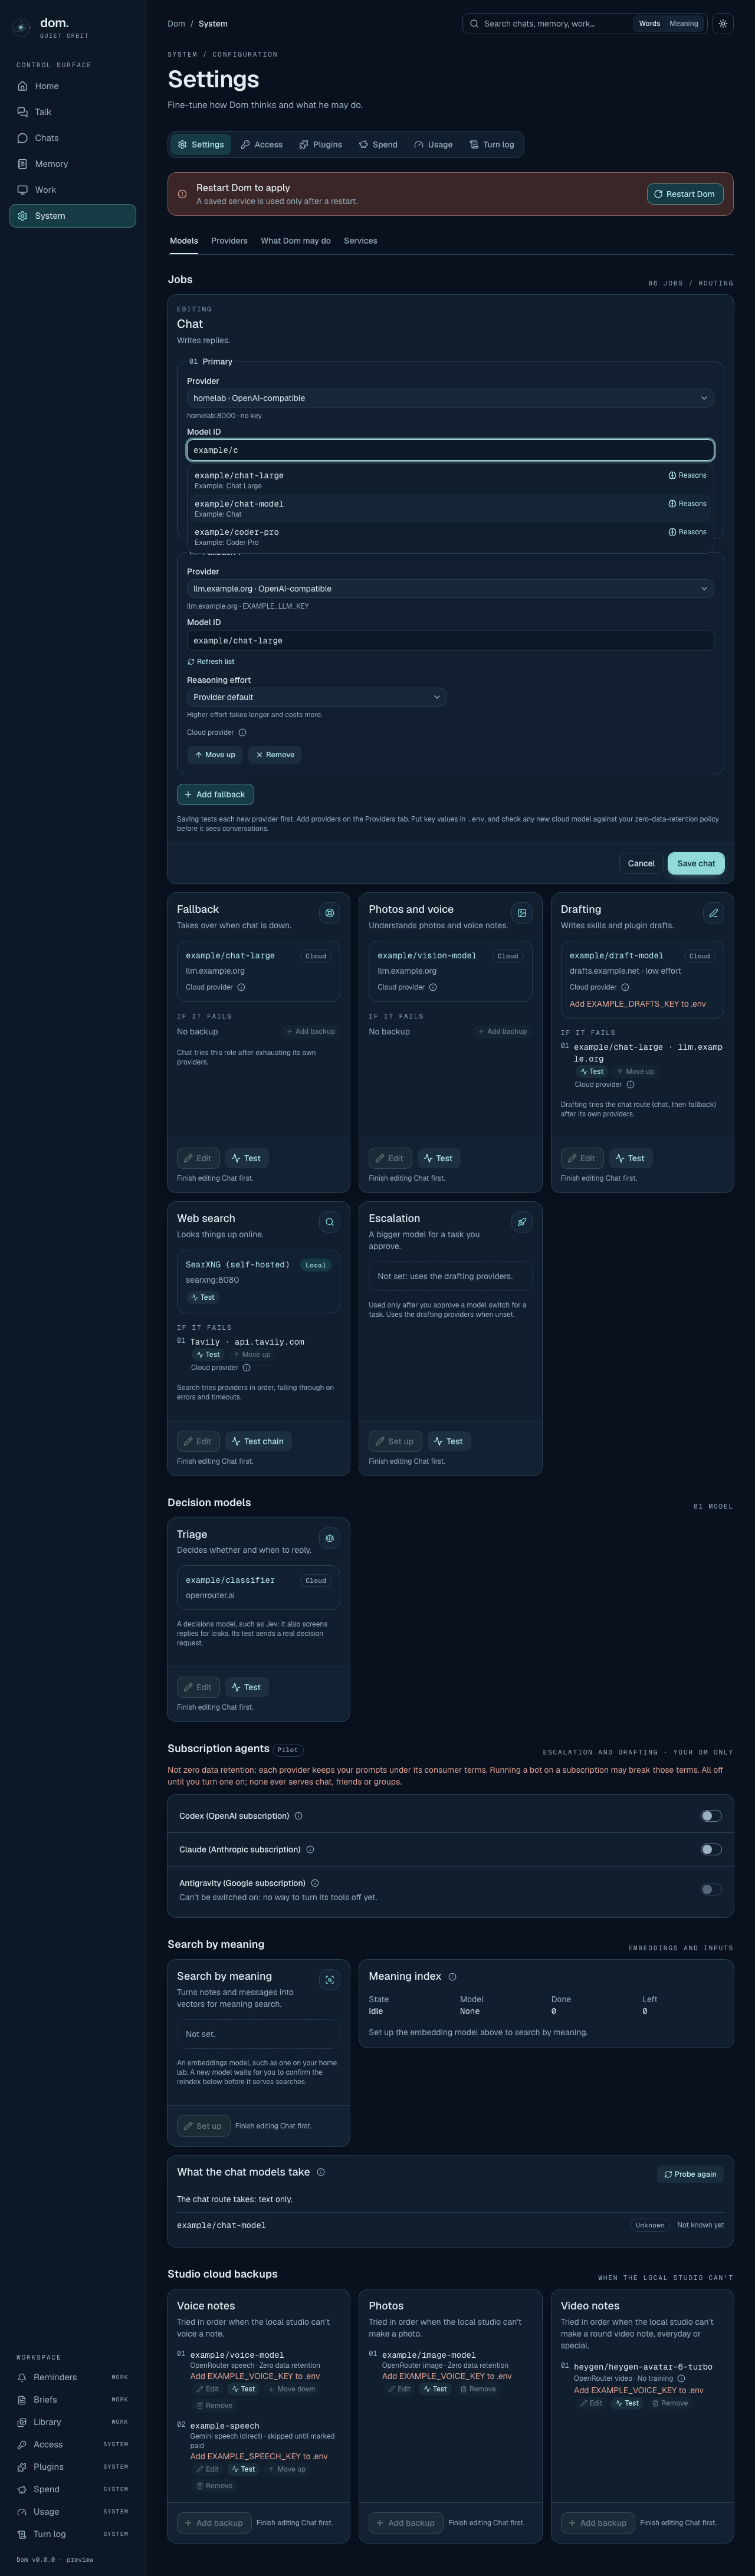 dom.
QUIET ORBIT
CONTROL SURFACE
Home
Talk
Chats
Memory
Work
System
Dom / System
Search chats, memory, work...
Words
Meaning
SYSTEM / CONFIGURATION
Settings
Fine-tune how Dom thinks and what he may do.
Settings
Access
Plugins
Spend
Usage
Turn log
Restart Dom to apply
A saved service is used only after a restart.
Restart Dom
Models
Providers
What Dom may do
Services
Jobs
06 JOBS / ROUTING
EDITING
Chat
Writes replies.
01 Primary
Provider
homelab · OpenAI-compatible
homelab:8000 · no key
Model ID
example/c
example/chat-large
Reasons
Example: Chat Large
example/chat-model
Reasons
Example: Chat
example/coder-pro
Reasons
Example: Coder Pro
Provider
llm.example.org · OpenAI-compatible
llm.example.org · EXAMPLE_LLM_KEY
Model ID
example/chat-large
Refresh list
Reasoning effort
Provider default
Higher effort takes longer and costs more.
Cloud provider
Move up
Remove
Add fallback
Saving tests each new provider first. Add providers on the Providers tab. Put key values in .env, and check any new cloud model against your zero-data-retention policy
before it sees conversations.
Cancel
Save chat
Fallback
Takes over when chat is down.
example/chat-large
Cloud
llm.example.org
Cloud provider
IF IT FAILS
No backup
Add backup
Chat tries this role after exhausting its own
providers.
Edit
Test
Finish editing Chat first.
Photos and voice
Understands photos and voice notes.
example/vision-model
Cloud
llm.example.org
Cloud provider
IF IT FAILS
No backup
Add backup
Edit
Test
Finish editing Chat first.
Drafting
Writes skills and plugin drafts.
example/draft-model
Cloud
drafts.example.net · low effort
Cloud provider
Add EXAMPLE_DRAFTS_KEY to .env
IF IT FAILS
01 example/chat-large · llm.examp
le.org
Test
Move up
Cloud provider
Drafting tries the chat route (chat, then fallback)
after its own providers.
Edit
Test
Finish editing Chat first.
Web search
Looks things up online.
SearXNG (self-hosted)
Local
searxng:8080
Test
IF IT FAILS
01 Tavily · api.tavily.com
Test
Move up
Cloud provider
Search tries providers in order, falling through on
errors and timeouts.
Edit
Test chain
Finish editing Chat first.
Escalation
A bigger model for a task you
approve.
Not set: uses the drafting providers.
Used only after you approve a model switch for a
task. Uses the drafting providers when unset.
Set up
Test
Finish editing Chat first.
Decision models
01 MODEL
Triage
Decides whether and when to reply.
example/classifier
Cloud
openrouter.ai
A decisions model, such as Jev: it also screens
replies for leaks. Its test sends a real decision
request.
Edit
Test
Finish editing Chat first.
Subscription agents
Pilot
ESCALATION AND DRAFTING · YOUR DM ONLY
Not zero data retention: each provider keeps your prompts under its consumer terms. Running a bot on a subscription may break those terms. All off
until you turn one on; none ever serves chat, friends or groups.
Codex (OpenAI subscription)
Claude (Anthropic subscription)
Antigravity (Google subscription)
Can't be switched on: no way to turn its tools off yet.
Search by meaning
EMBEDDINGS AND INPUTS
Search by meaning
Turns notes and messages into
vectors for meaning search.
Not set.
An embeddings model, such as one on your home
lab. A new model waits for you to confirm the
reindex below before it serves searches.
Set up
Finish editing Chat first.
Meaning index
State
Model
Done
Left
Idle
None
0
0
Set up the embedding model above to search by meaning.
What the chat models take
Probe again
The chat route takes: text only.
example/chat-model
Unknown
Not known yet
Studio cloud backups
WHEN THE LOCAL STUDIO CAN'T
Voice notes
Tried in order when the local studio can't
voice a note.
01 example/voice-model
OpenRouter speech · Zero data retention
Add EXAMPLE_VOICE_KEY to .env
Edit
Test
Move down
Remove
02 example-speech
Gemini speech (direct) · skipped until marked
paid
Add EXAMPLE_SPEECH_KEY to .env
Edit
Test
Move up
Remove
Add backup
Finish editing Chat first.
Photos
Tried in order when the local studio can't
make a photo.
01 example/image-model
OpenRouter image · Zero data retention
Add EXAMPLE_VOICE_KEY to .env
Edit
Test
Remove
Add backup
Finish editing Chat first.
Video notes
Tried in order when the local studio can't
make a round video note, everyday or
special.
01 heygen/heygen-avatar-6-turbo
OpenRouter video · No training
Add EXAMPLE_VOICE_KEY to .env
Edit
Test
Remove
Add backup
Finish editing Chat first.
WORKSPACE
Reminders
WORK
Briefs
WORK
Library
WORK
Access
SYSTEM
Plugins
SYSTEM
Spend
SYSTEM
Usage
SYSTEM
Turn log
SYSTEM
Dom v0.0.0 · preview